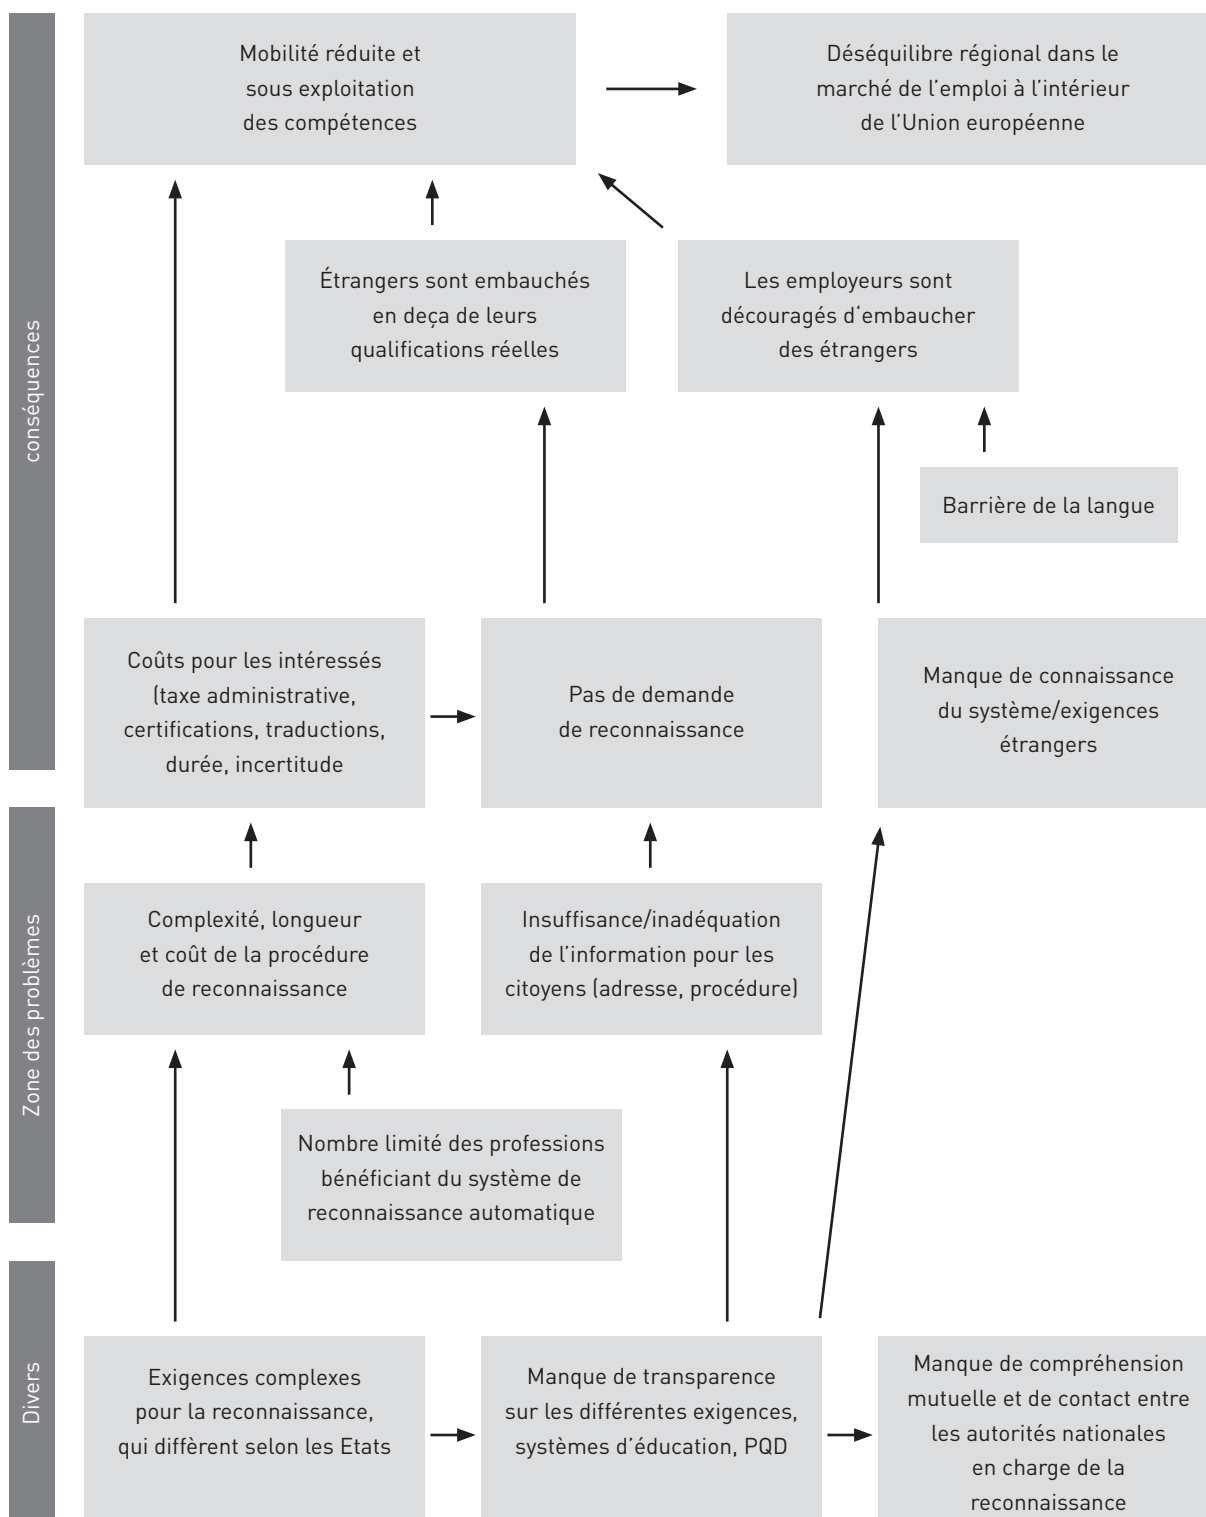 conséquences
Mobilité réduite et
sous exploitation
des compétences
Déséquilibre régional dans le
marché de l’emploi à l’intérieur
de l’Union européenne
Étrangers sont embauchés
en deça de leurs
qualifications réelles
Les employeurs sont
découragés d‘embaucher
des étrangers
Barrière de la langue
Coûts pour les intéressés
(taxe administrative,
certifications, traductions,
durée, incertitude
Pas de demande
de reconnaissance
Manque de connaissance
du système/exigences
étrangers
Zone des problèmes
Complexité, longueur
et coût de la procédure
de reconnaissance
Insuffisance/inadéquation
de l’information pour les
citoyens (adresse, procédure)
Nombre limité des professions
bénéficiant du système de
reconnaissance automatique
Divers
Exigences complexes
pour la reconnaissance,
qui diffèrent selon les Etats
Manque de transparence
sur les différentes exigences,
systèmes d’éducation, PQD
Manque de compréhension
mutuelle et de contact entre
les autorités nationales
en charge de la
reconnaissance